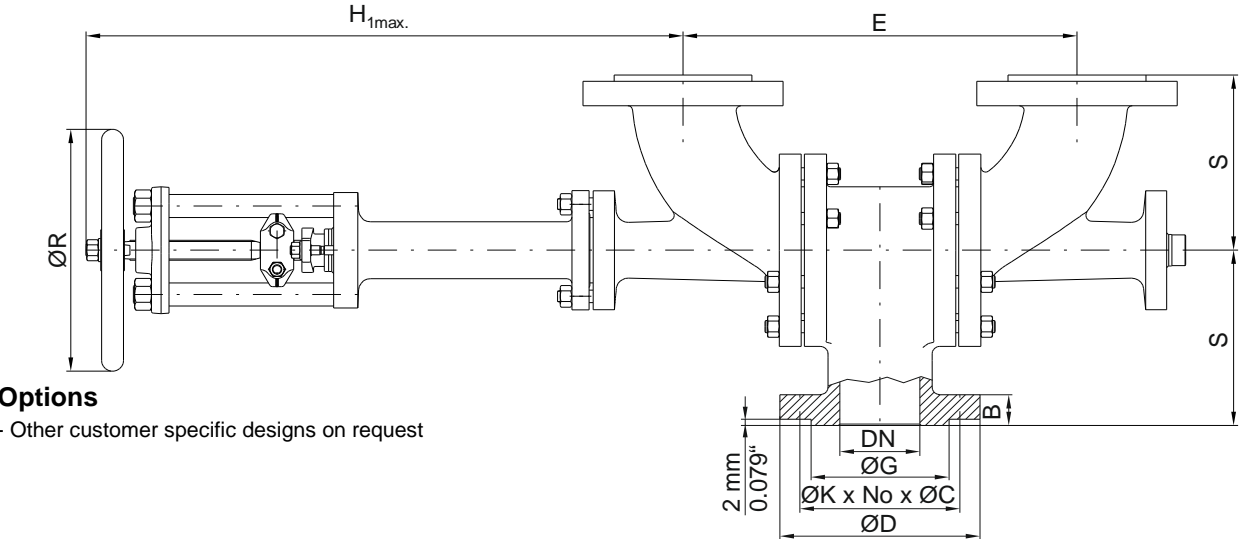 H1max.
E
S
ØR
S
Options
- Other customer specific designs on request
B
DN
ØG
ØK x No x ØC
ØD
2 mm
0.079“